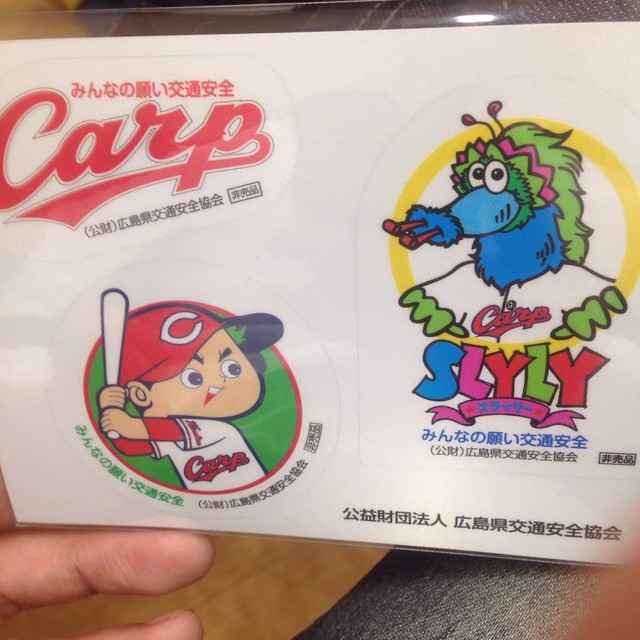 みんなの願い交通安全
Carp
(公財)広島県交通安全協会 非売品
C
Carp
みんなの願い交通安全
(公財)広島県交通安全協会
非売品
Carp
SLYLY
スライリー
みんなの願い交通安全
(公財)広島県交通安全協会
非売品
公益財団法人 広島県交通安全協会